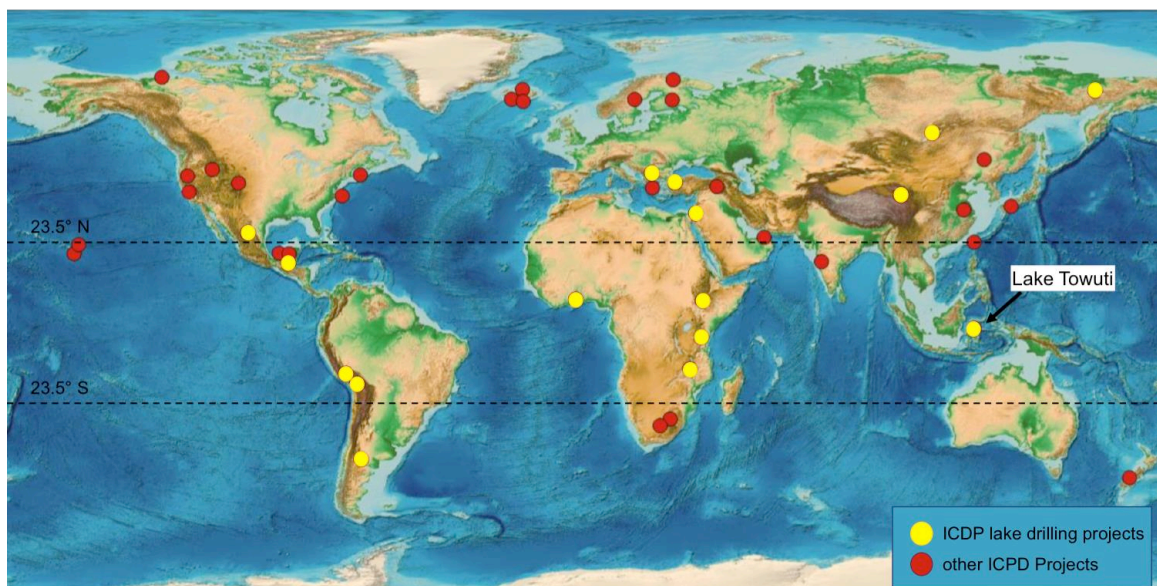 23.5° N
Lake Towuti
23.5° S
ICDP lake drilling projects
other ICPD Projects